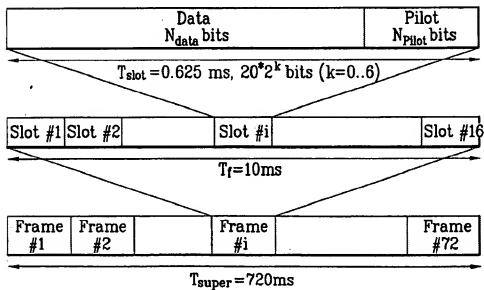 Data
N_data bits
Pilot
N_Pilot bits
T_slot=0.625 ms, 20*2^k bits (k=0..6)
Slot #1 Slot #2 Slot #i Slot #16
T_f=10ms
Frame #1 Frame #2 Frame #i Frame #72
T_super=720ms